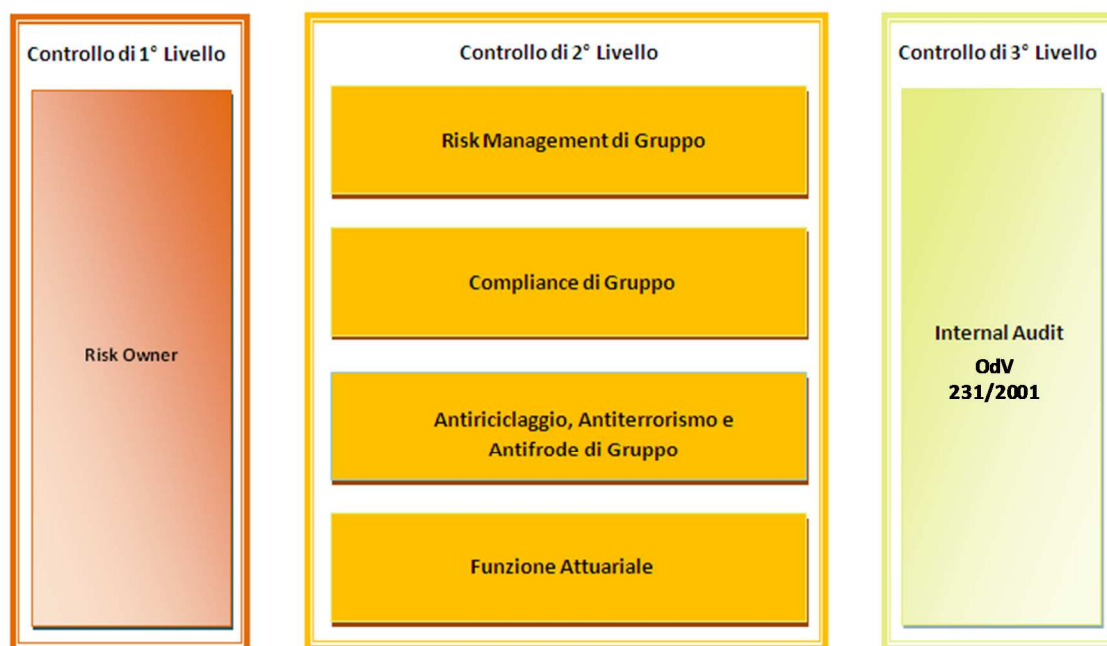 Controllo di 1° Livello
Risk Owner
Controllo di 2° Livello
Risk Management di Gruppo
Compliance di Gruppo
Antiriciclaggio, Antiterrorismo e
Antifrode di Gruppo
Funzione Attuariale
Controllo di 3° Livello
Internal Audit
OdV
231/2001